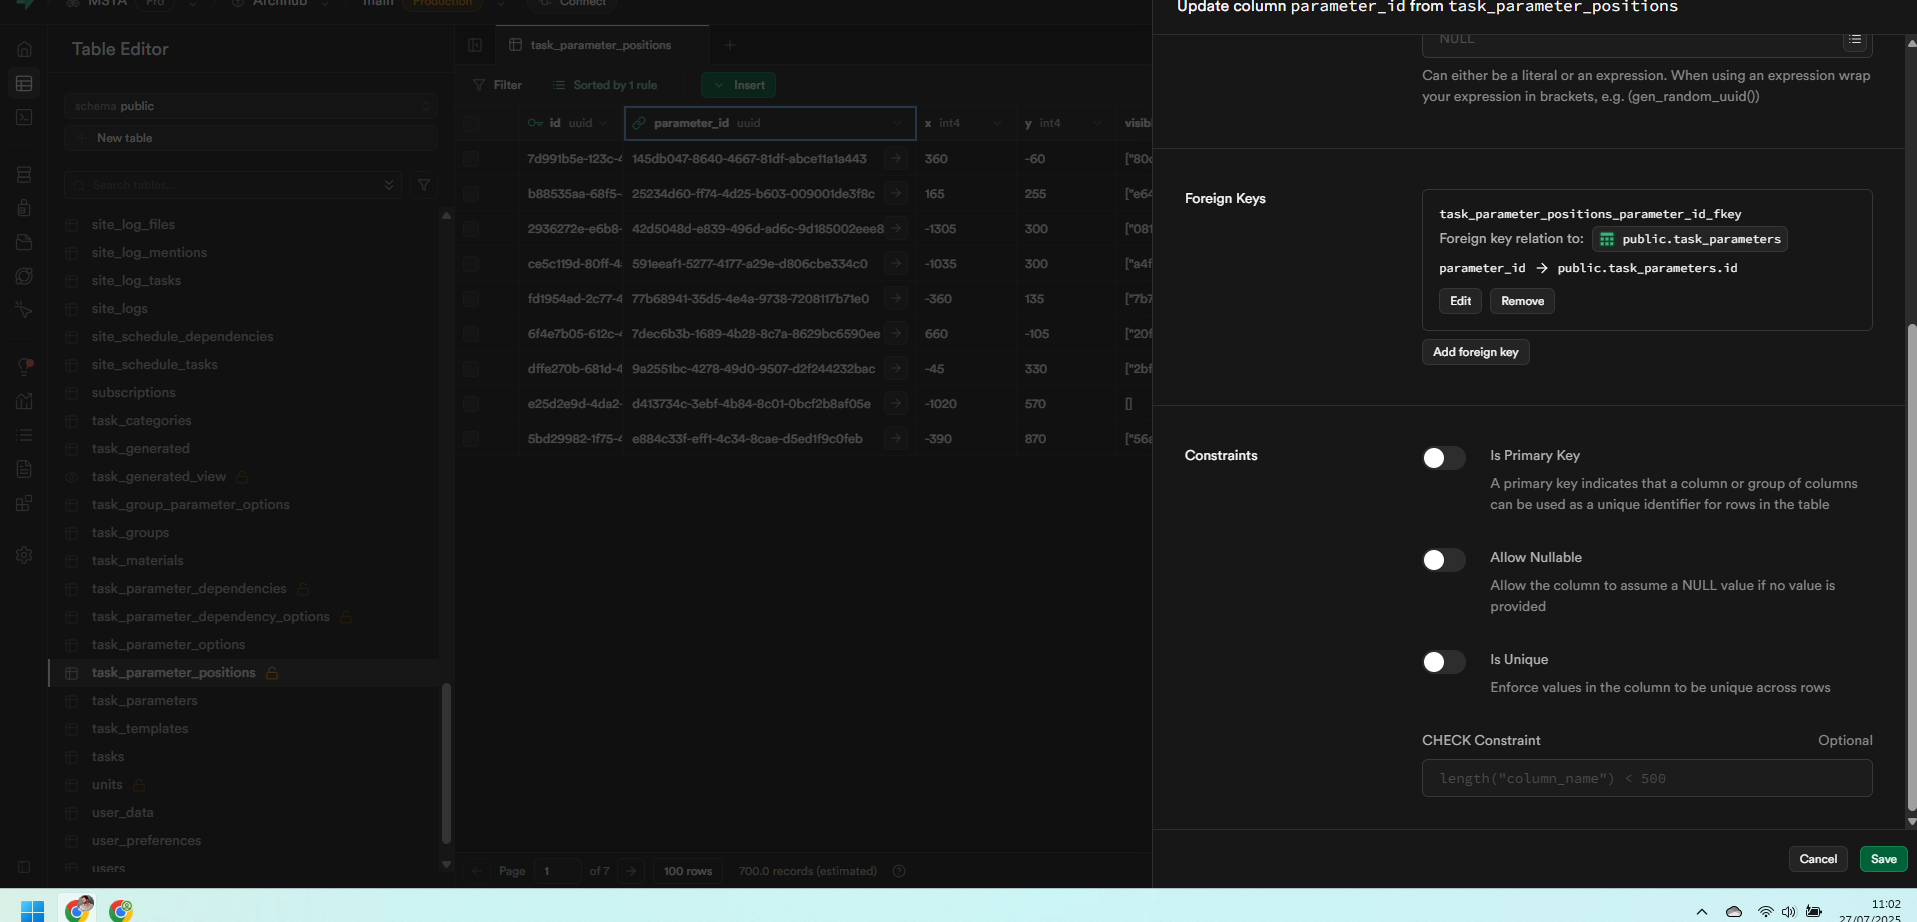 MSTA Pro Archhub main Production Connect
Update column parameter_id from task_parameter_positions
Table Editor
task_parameter_positions
schema public
New table
Search tables...
site_log_files
site_log_mentions
site_log_tasks
site_logs
site_schedule_dependencies
site_schedule_tasks
subscriptions
task_categories
task_generated
task_generated_view
task_group_parameter_options
task_groups
task_materials
task_parameter_dependencies
task_parameter_dependency_options
task_parameter_options
task_parameter_positions
task_parameters
task_templates
tasks
units
user_data
user_preferences
users
Filter Sorted by 1 rule Insert
id uuid parameter_id uuid x int4 y int4 visibl
7d991b5e-123c-4 145db047-8640-4667-81df-abce11a1a443 360 -60 ["80c
b88535aa-68f5- 25234d60-ff74-4d25-b603-009001de3f8c 165 255 ["e64
2936272e-e6b8- 42d5048d-e839-496d-ad6c-9d185002eee8 -1305 300 ["081
ce5c119d-80ff-4 591eeaf1-5277-4177-a29e-d806cbe334c0 -1035 300 ["a4f
fd1954ad-2c77-4 77b68941-35d5-4e4a-9738-7208117b71e0 -360 135 ["7b7
6f4e7b05-612c-4 7dec6b3b-1689-4b28-8c7a-8629bc6590ee 660 -105 ["20f
dffe270b-681d-4 9a2551bc-4278-49d0-9507-d2f244232bac -45 330 ["2bf
e25d2e9d-4da2- d413734c-3ebf-4b84-8c01-0bcf2b8af05e -1020 570 []
5bd29982-1f75-4 e884c33f-eff1-4c34-8cae-d5ed1f9c0feb -390 870 ["56a
Page 1 of 7 100 rows 700.0 records (estimated)
NULL
Can either be a literal or an expression. When using an expression wrap
your expression in brackets, e.g. (gen_random_uuid())
Foreign Keys
task_parameter_positions_parameter_id_fkey
Foreign key relation to: public.task_parameters
parameter_id → public.task_parameters.id
Edit Remove
Add foreign key
Constraints
Is Primary Key
A primary key indicates that a column or group of columns
can be used as a unique identifier for rows in the table
Allow Nullable
Allow the column to assume a NULL value if no value is
provided
Is Unique
Enforce values in the column to be unique across rows
CHECK Constraint Optional
length("column_name") < 500
Cancel Save
11:02
27/07/2025